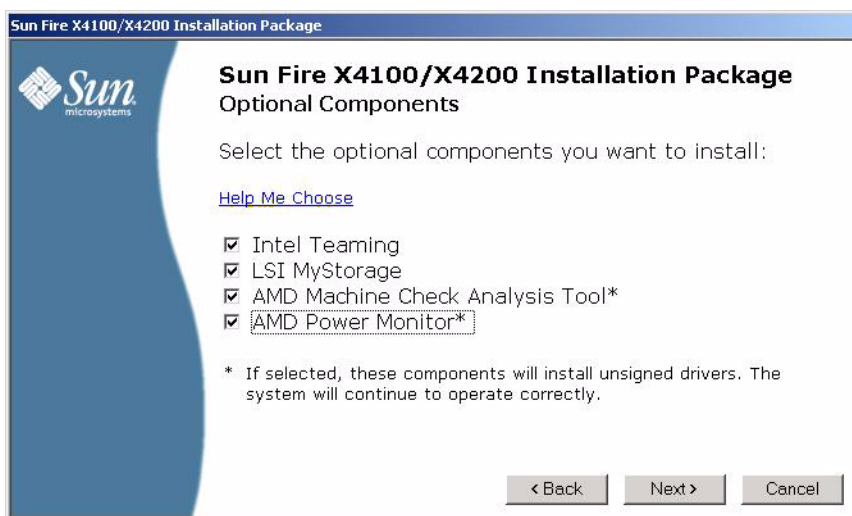 Sun Fire X4100/X4200 Installation Package
Sun
microsystems
Sun Fire X4100/X4200 Installation Package
Optional Components
Select the optional components you want to install:
Help Me Choose
Intel Teaming
LSI MyStorage
AMD Machine Check Analysis Tool*
AMD Power Monitor*
* If selected, these components will install unsigned drivers. The
system will continue to operate correctly.
< Back
Next >
Cancel